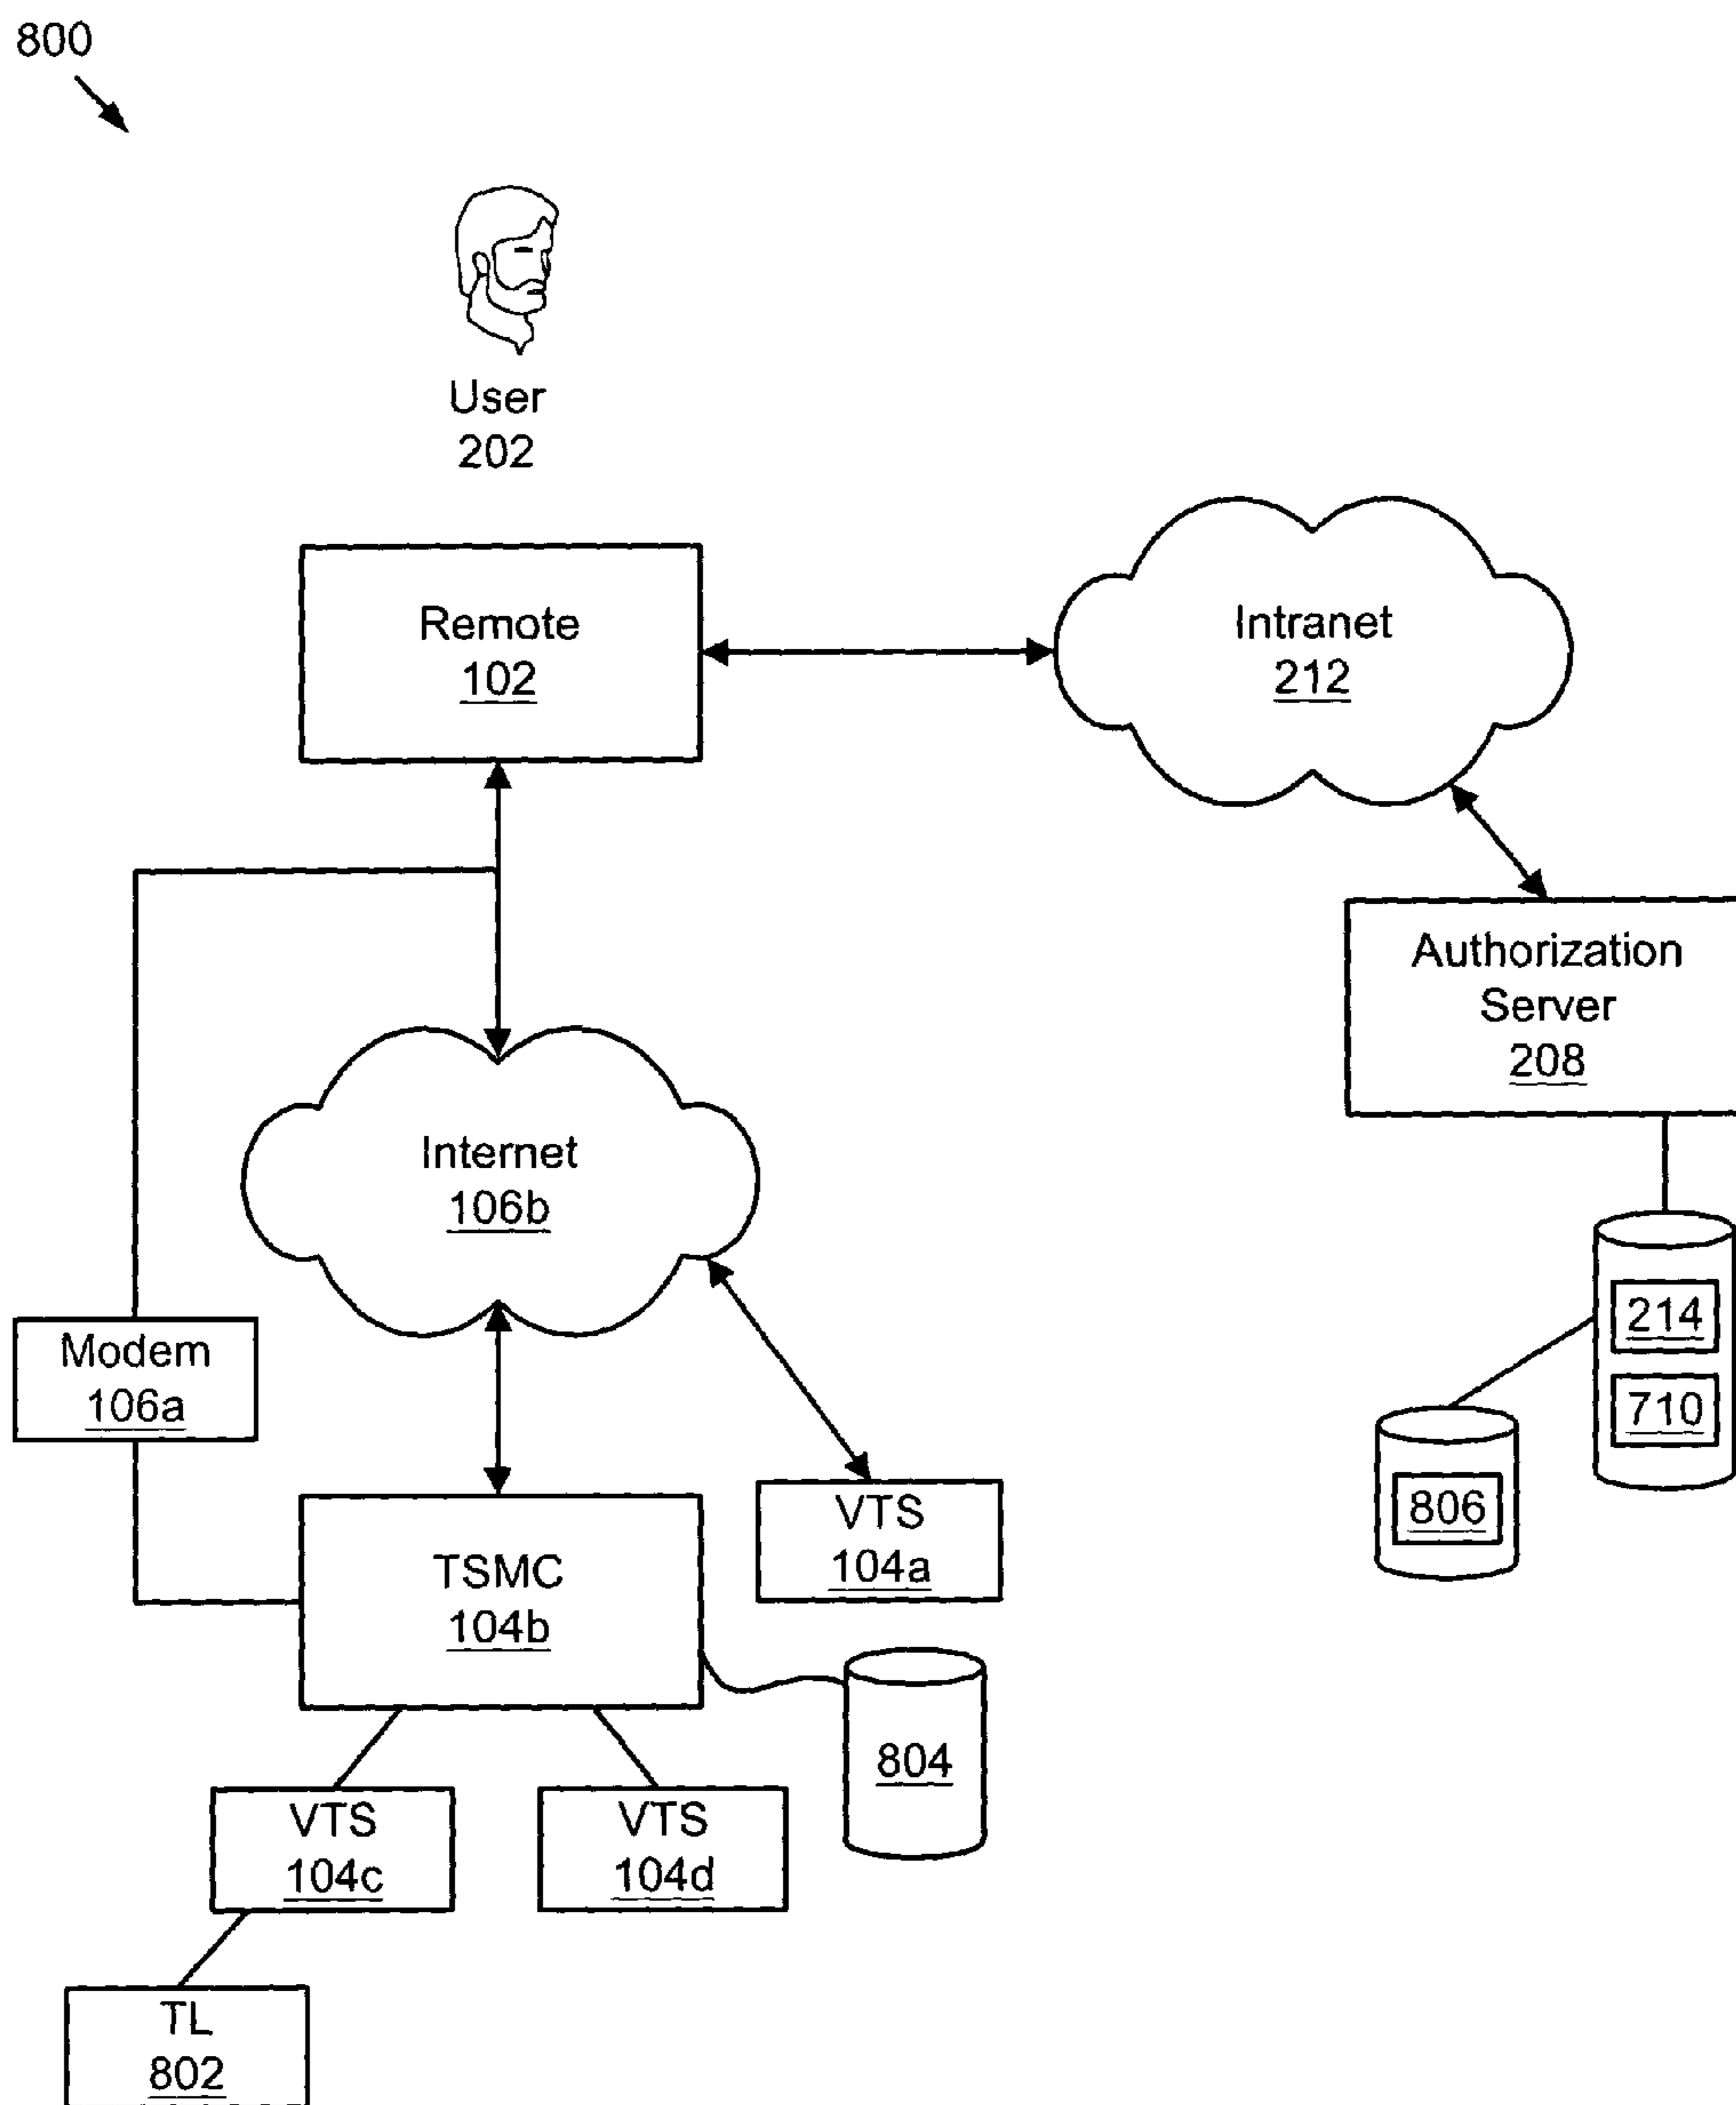 800
User
202
Remote
102
Intranet
212
Authorization
Server
208
Internet
106b
214
710
Modem
106a
806
VTS
104a
TSMC
104b
804
VTS
104c
VTS
104d
TL
802